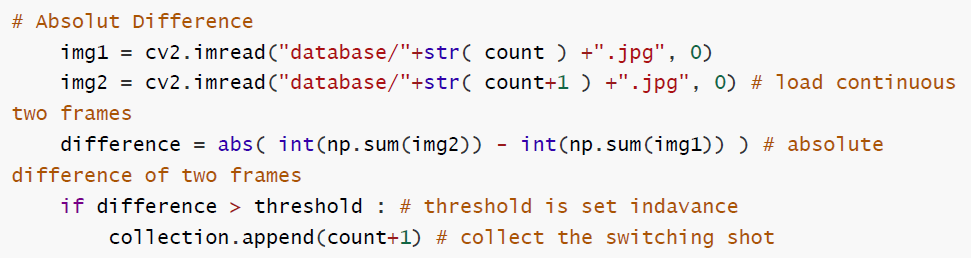 # Absolut Difference
    img1 = cv2.imread("database/"+str( count ) +".jpg", 0)
    img2 = cv2.imread("database/"+str( count+1 ) +".jpg", 0) # load continuous
two frames
    difference = abs( int(np.sum(img2)) - int(np.sum(img1)) ) # absolute
difference of two frames
    if difference > threshold : # threshold is set indavance
        collection.append(count+1) # collect the switching shot